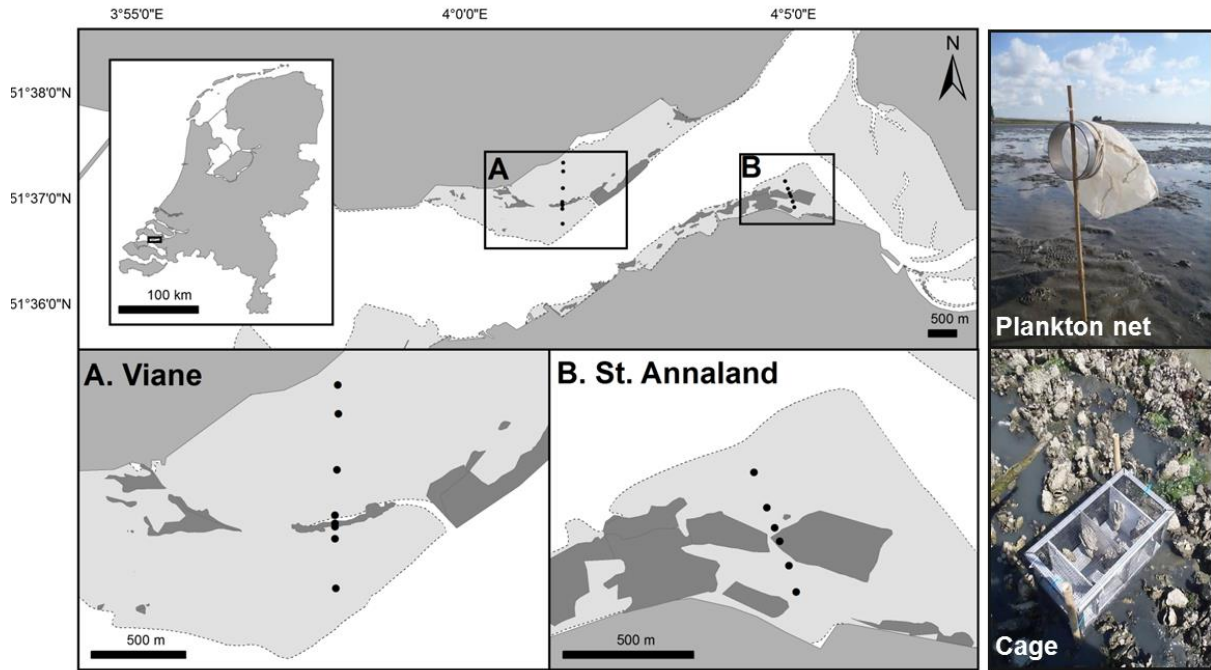 3°55'0"E
4°0'0"E
4°5'0"E
51°38'0"N
51°37'0"N
51°36'0"N
N
A
B
100 km
500 m
Plankton net
A. Viane
500 m
B. St. Annaland
500 m
Cage